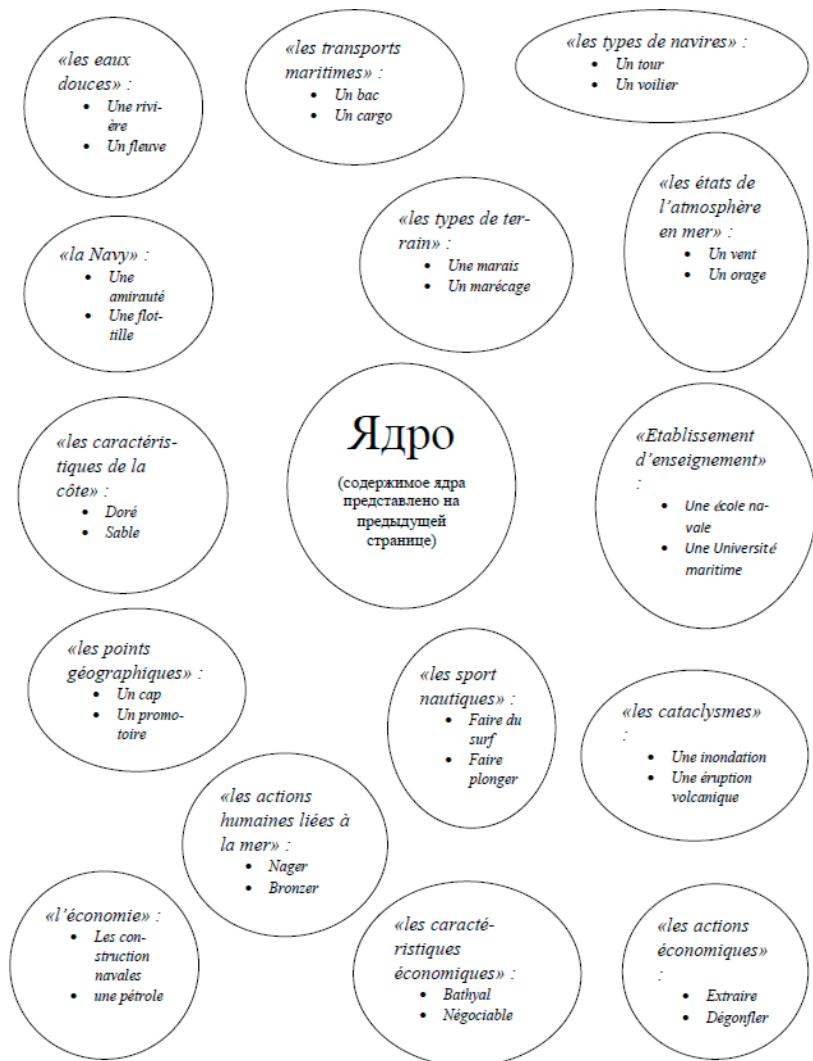 «les eaux
douces» :
• Une rivi-
ère
• Un fleuve
«les transports
maritimes» :
• Un bac
• Un cargo
«les types de navires» :
• Un tour
• Un voilier
«les états de
l’atmosphère
en mer» :
• Un vent
• Un orage
«la Navy» :
• Une
amirauté
• Une flot-
tille
«les types de ter-
rain» :
• Une marais
• Un marécage
«les caractéris-
tiques de la
côte» :
• Doré
• Sable
Ядро
(содержимое ядра
представлено на
предыдущей
странице)
«Etablissement
d’enseignement»
:
• Une école na-
vale
• Une Université
maritime
«les points
géographiques» :
• Un cap
• Un promo-
toire
«les sport
nautiques» :
• Faire du
surf
• Faire
plonger
«les cataclysmes»
:
• Une inondation
• Une éruption
volcanique
«les actions
humaines liées à
la mer» :
• Nager
• Bronzer
«l’économie» :
• Les con-
struction
navales
• une pétrole
«les caracté-
ristiques
économiques» :
• Bathyal
• Négociable
«les actions
économiques»
:
• Extraire
• Dégonfler